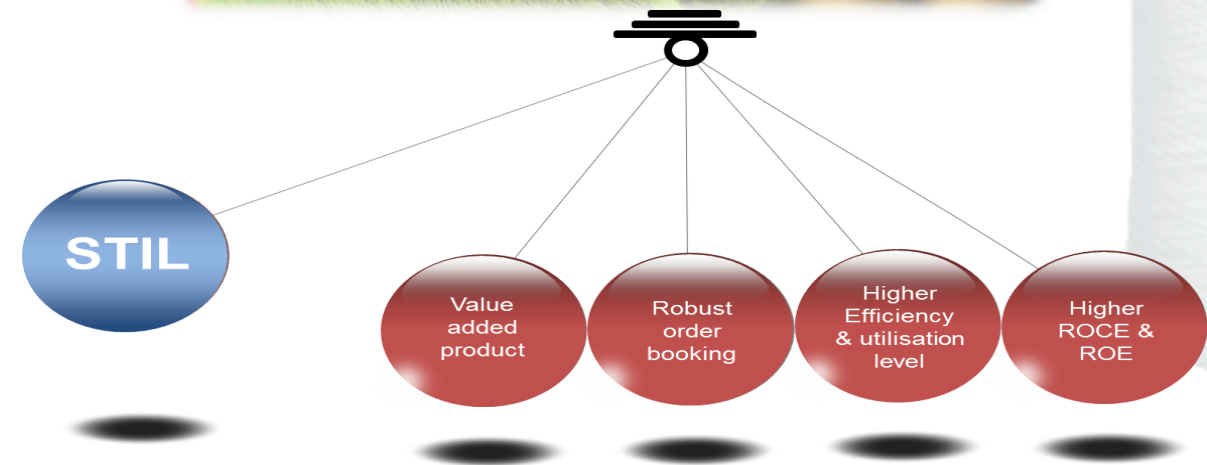 STIL
Value
added
product
Robust
order
booking
Higher
Efficiency
& utilisation
level
Higher
ROCE &
ROE